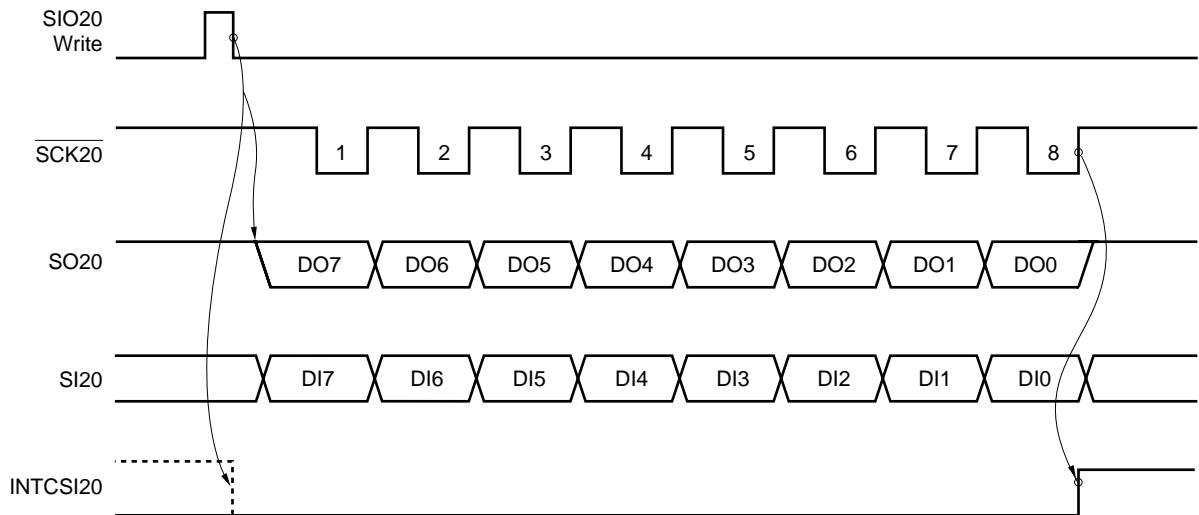 SIO20
Write
SCK20
1 2 3 4 5 6 7 8
SO20
DO7 DO6 DO5 DO4 DO3 DO2 DO1 DO0
SI20
DI7 DI6 DI5 DI4 DI3 DI2 DI1 DI0
INTCSI20